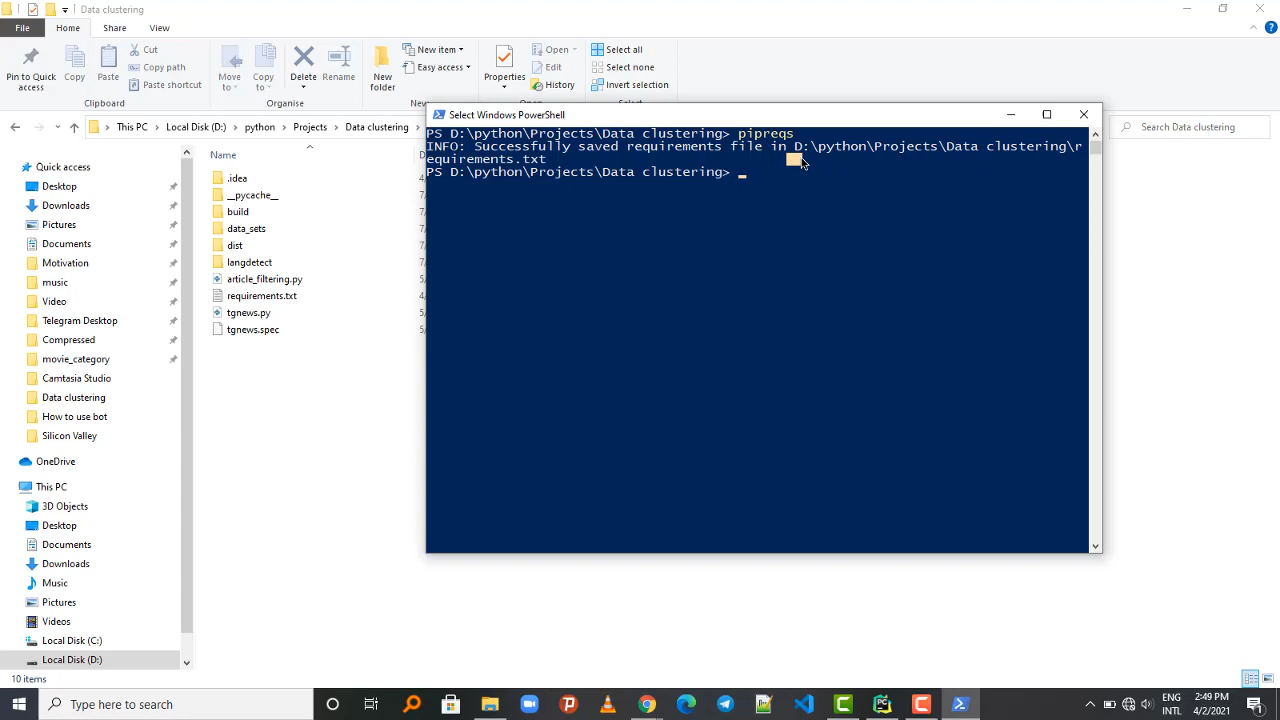 Data clustering
File
Home
Share
View
Pin to Quick access
Copy
Paste
Cut
Copy path
Paste shortcut
Clipboard
Move to
Copy to
Delete
Rename
Organise
New folder
New item
Easy access
New
Properties
Open
Edit
History
Open
Select all
Select none
Invert selection
Select
This PC
Local Disk (D:)
python
Projects
Data clustering
Search Data clustering
Quick access
Desktop
Downloads
Pictures
Documents
Motivation
music
Video
Telegram Desktop
Compressed
movie_category
Camtasia Studio
Data clustering
How to use bot
Silicon Valley
OneDrive
This PC
3D Objects
Desktop
Documents
Downloads
Music
Pictures
Videos
Local Disk (C:)
Local Disk (D:)
Name
.idea
__pycache__
build
data_sets
dist
langdetect
article_filtering.py
requirements.txt
tgnews.py
tgnews.spec
Select Windows PowerShell
PS D:\python\Projects\Data clustering> pipreqs
INFO: Successfully saved requirements file in D:\python\Projects\Data clustering\r
equirements.txt
PS D:\python\Projects\Data clustering> _
10 items
Type here to search
ENG
INTL
2:49 PM
4/2/2021